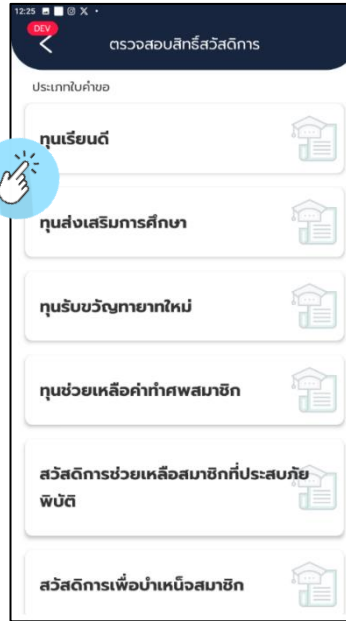 12:25
DEV
ตรวจสอบสิทธิ์สวัสดิการ
ประเภทใบคำขอ
ทุนเรียนดี
ทุนส่งเสริมการศึกษา
ทุนรับขวัญทายาทใหม่
ทุนช่วยเหลือค่าทำศพสมาชิก
สวัสดิการช่วยเหลือสมาชิกที่ประสบภัย
พิบัติ
สวัสดิการเพื่อบำเหน็จสมาชิก